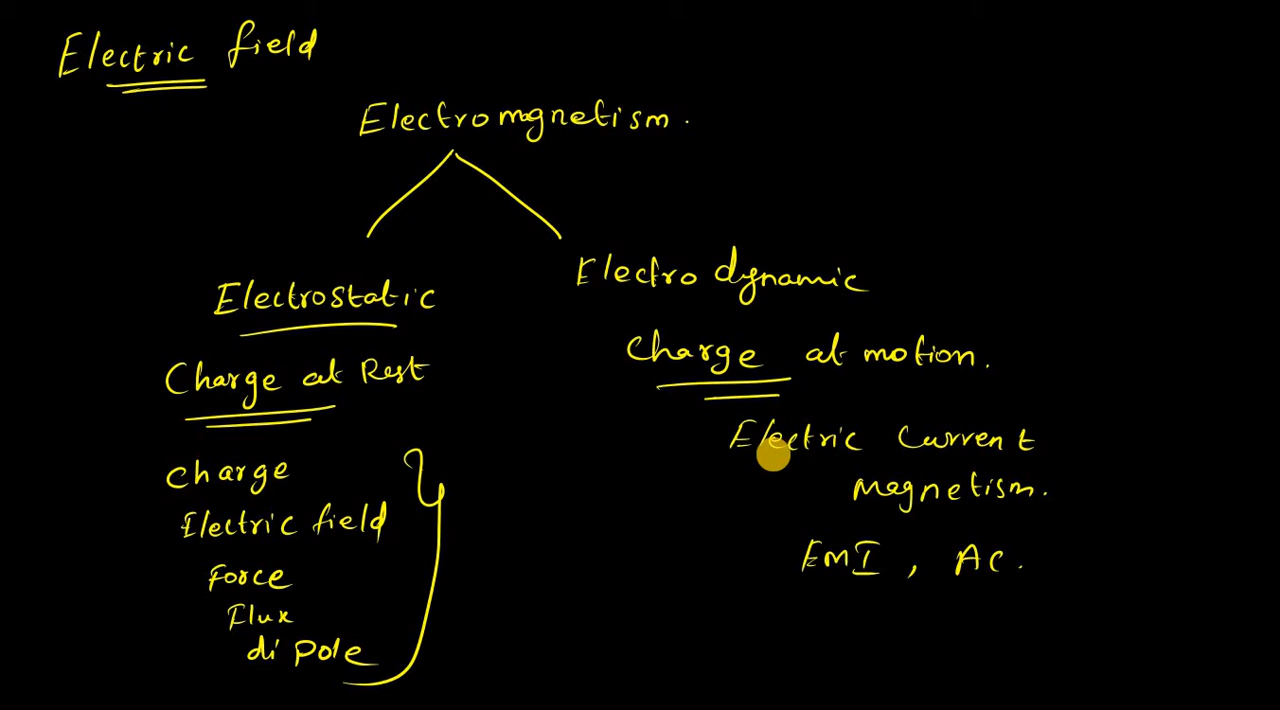 Electric field
Electromagnetism.
Electrostatic
Charge at Rest
Charge
Electric field
Force
Flux
di pole
Electro dynamic
Charge at motion.
Electric Current
magnetism.
EMI, AC.